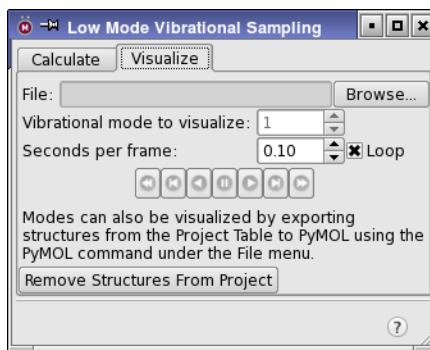 Low Mode Vibrational Sampling
Calculate Visualize
File: Browse...
Vibrational mode to visualize: 1
Seconds per frame: 0.10 Loop
Modes can also be visualized by exporting
structures from the Project Table to PyMOL using the
PyMOL command under the File menu.
Remove Structures From Project
?